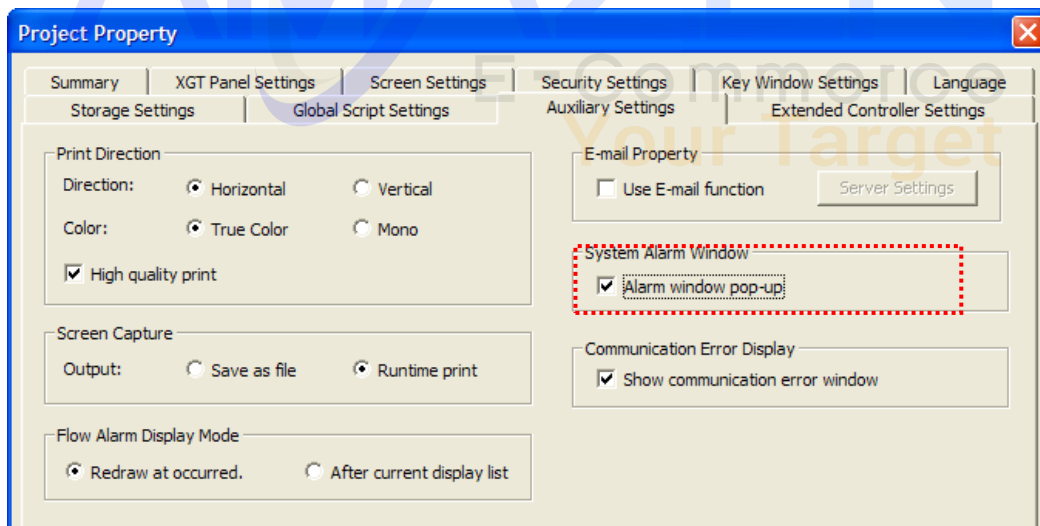 Project Property
Summary XGT Panel Settings Screen Settings Security Settings Key Window Settings Language
Storage Settings Global Script Settings Auxiliary Settings Extended Controller Settings
E-Commerce
Your Target
Print Direction
Direction: Horizontal Vertical
Color: True Color Mono
High quality print
Screen Capture
Output: Save as file Runtime print
Flow Alarm Display Mode
Redraw at occurred. After current display list
E-mail Property
Use E-mail function Server Settings
System Alarm Window
Alarm window pop-up
Communication Error Display
Show communication error window